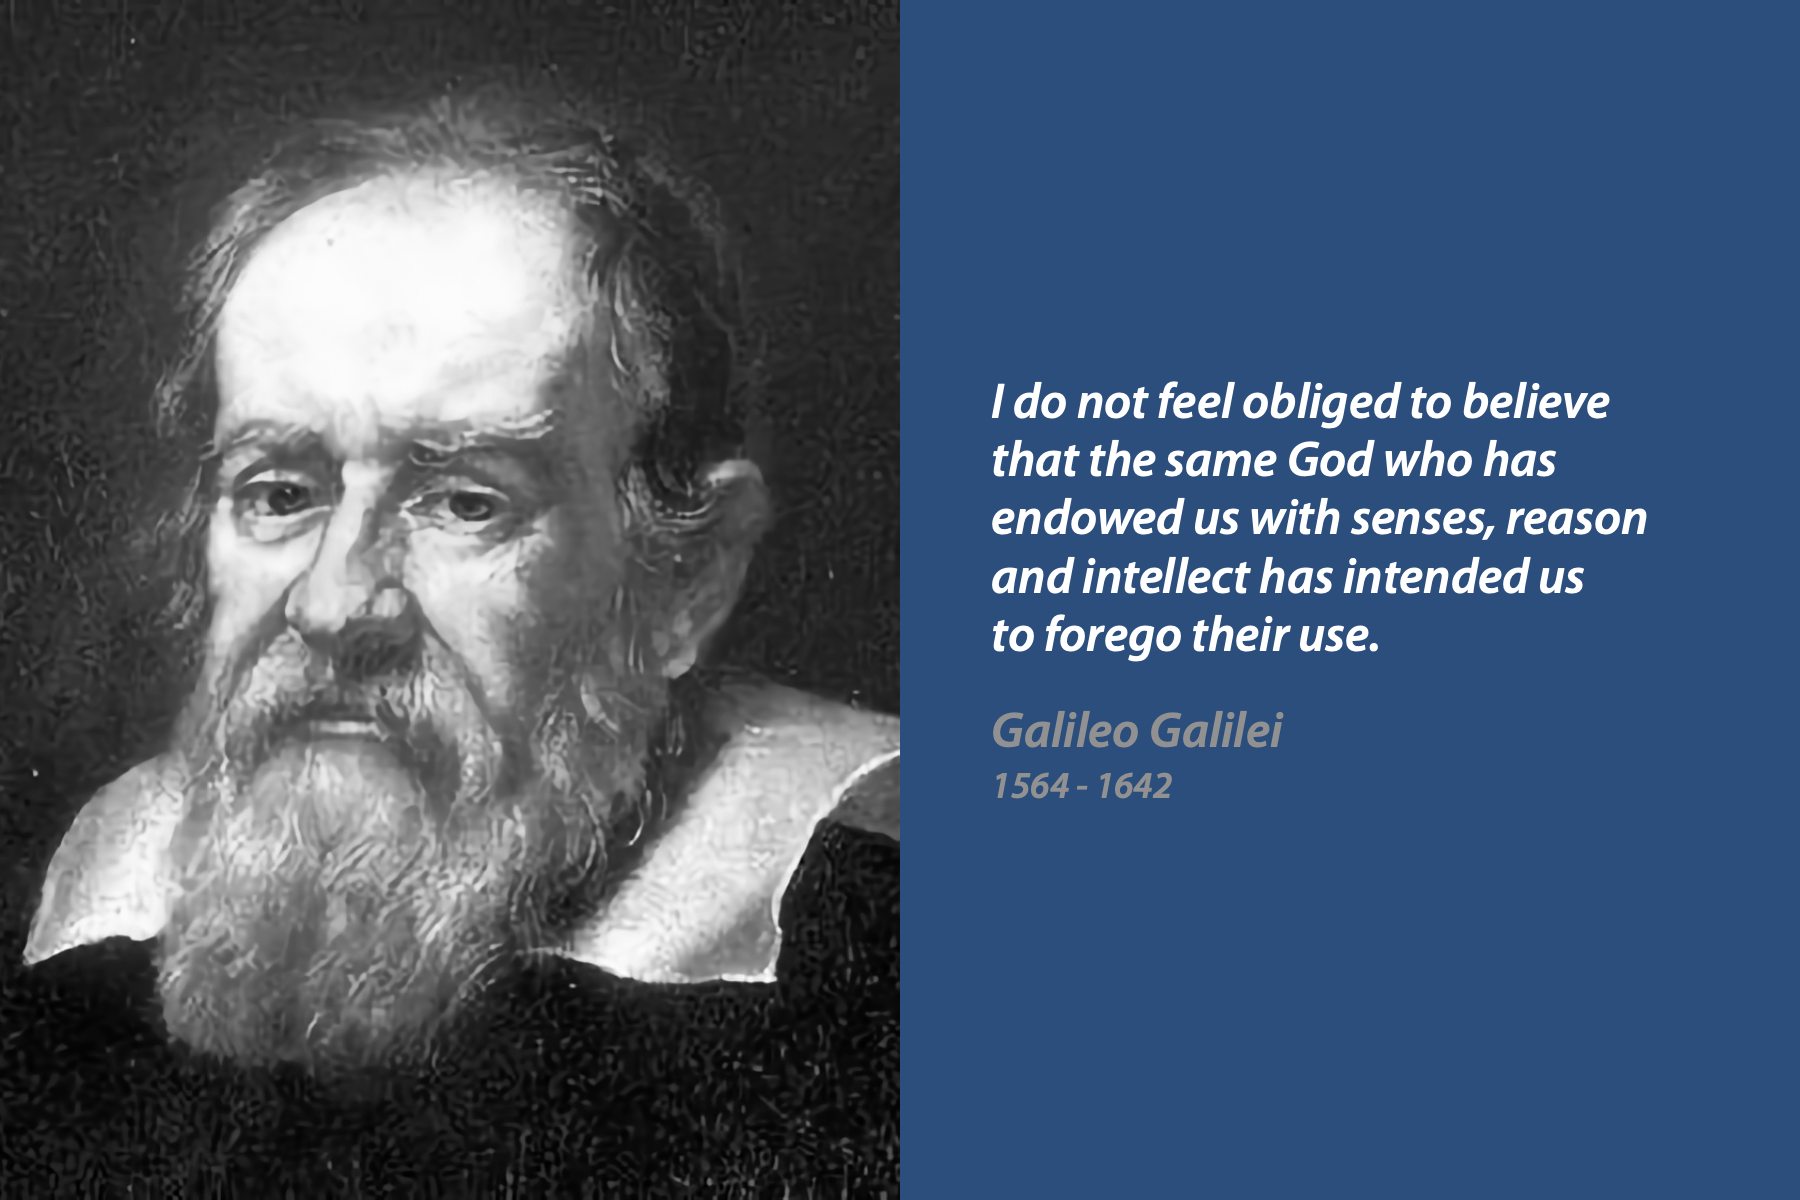 I do not feel obliged to believe
that the same God who has
endowed us with senses, reason
and intellect has intended us
to forego their use.
Galileo Galilei
1564 - 1642